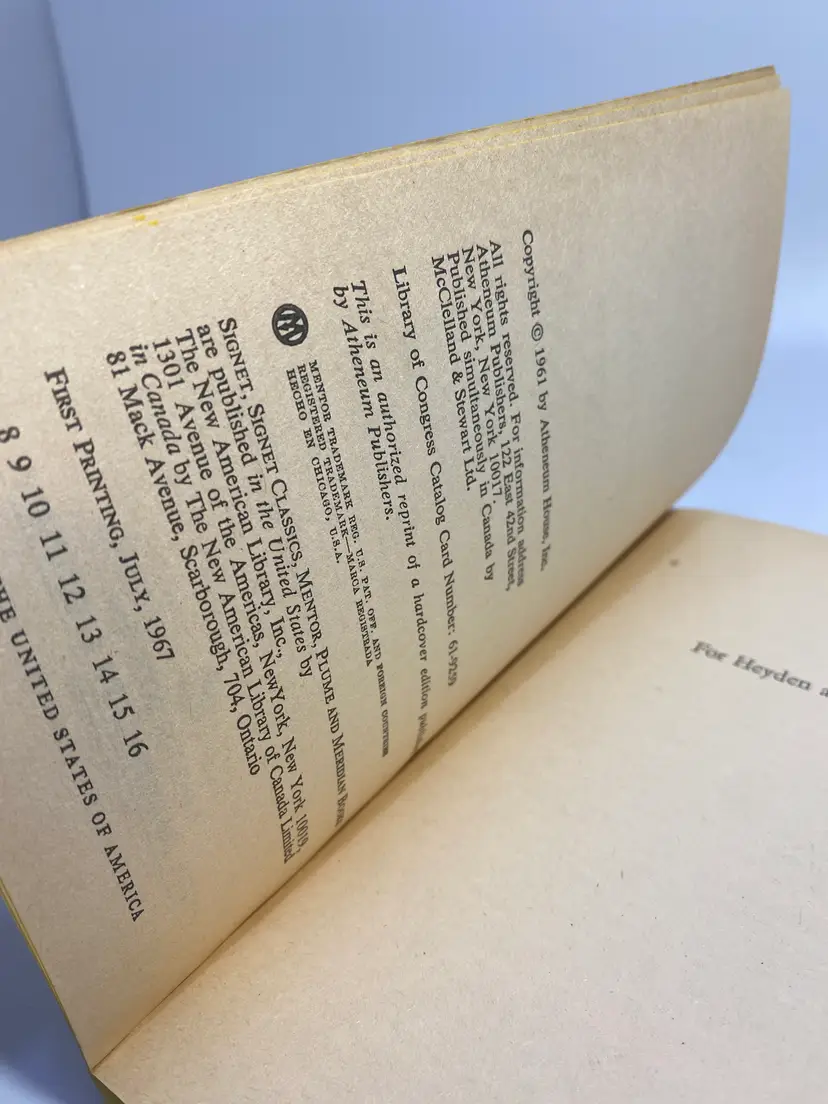 Copyright © 1961 by Atheneum House, Inc.
All rights reserved. For information address
Atheneum Publishers, 122 East 42nd Street,
New York, New York 10017.
Published simultaneously in Canada by
McClelland & Stewart Ltd.
Library of Congress Catalog Card Number: 61-9259
This is an authorized reprint of a hardcover edition
by Atheneum Publishers.
M
MENTOR TRADEMARK REG. U.S. PAT. OFF. AND FOREIGN COUNTRIES
REGISTERED TRADEMARK—MARCA REGISTRADA
HECHO EN CHICAGO, U.S.A.
SIGNET, SIGNET CLASSICS, MENTOR, PLUME AND MERIDIAN BOOKS
are published in the United States by
The New American Library, Inc.,
1301 Avenue of the Americas, New York, New York 10019,
in Canada by The New American Library of Canada Limited
81 Mack Avenue, Scarborough, 704, Ontario
FIRST PRINTING, JULY, 1967
8 9 10 11 12 13 14 15 16
THE UNITED STATES OF AMERICA
For Heyden a